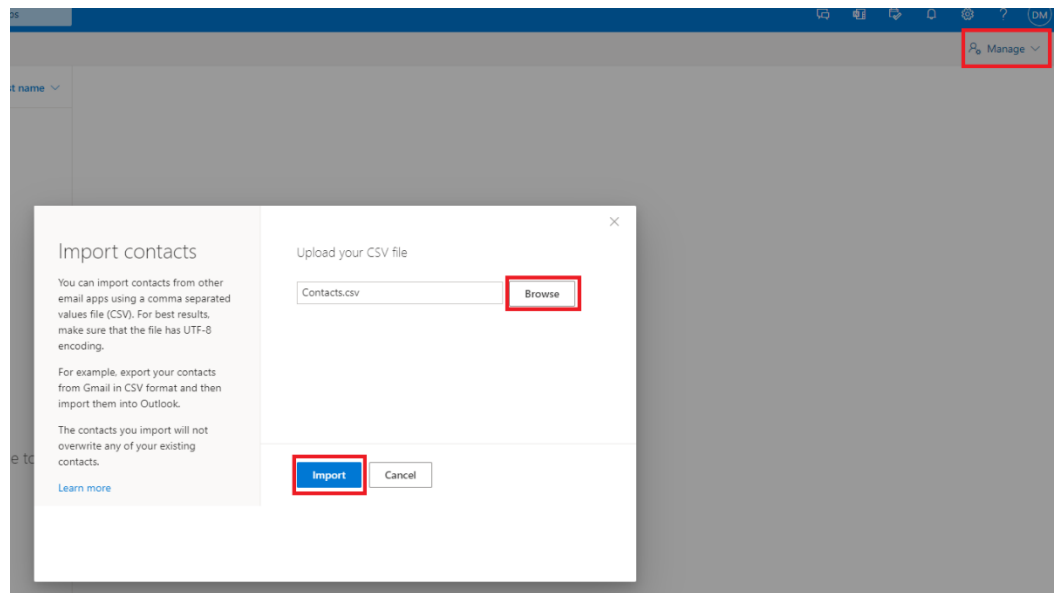 DM
Manage
name
Import contacts
You can import contacts from other
email apps using a comma separated
values file (CSV). For best results,
make sure that the file has UTF-8
encoding.
For example, export your contacts
from Gmail in CSV format and then
import them into Outlook.
The contacts you import will not
overwrite any of your existing
contacts.
Learn more
Upload your CSV file
Contacts.csv
Browse
Import
Cancel